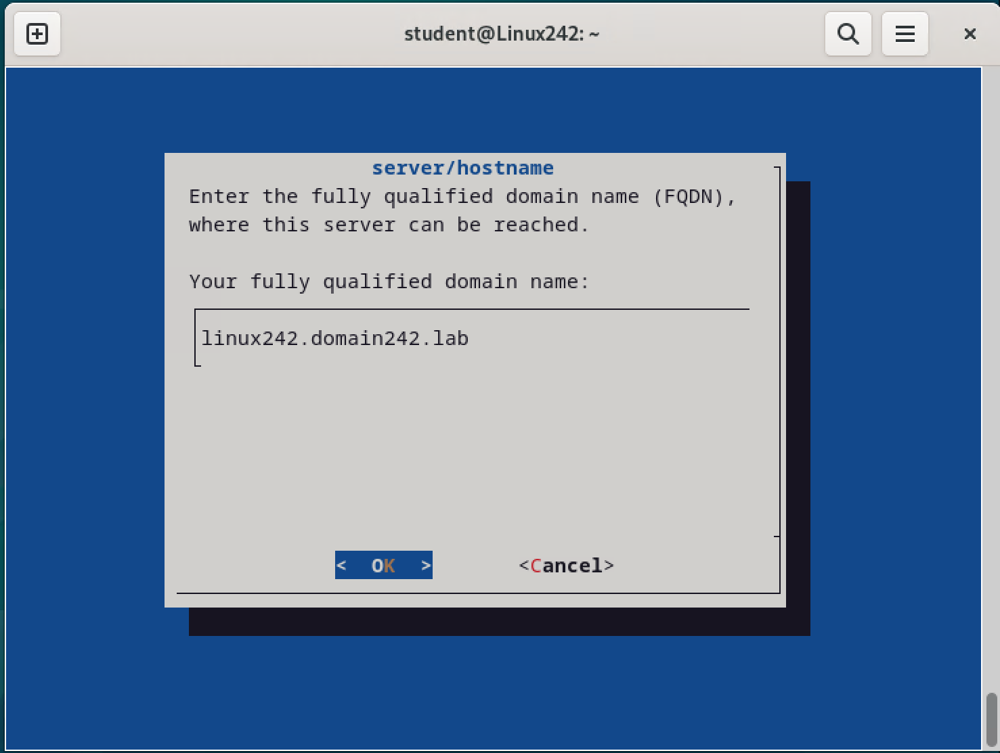 student@Linux242: ~
server/hostname
Enter the fully qualified domain name (FQDN),
where this server can be reached.
Your fully qualified domain name:
linux242.domain242.lab
<  OK  > <Cancel>